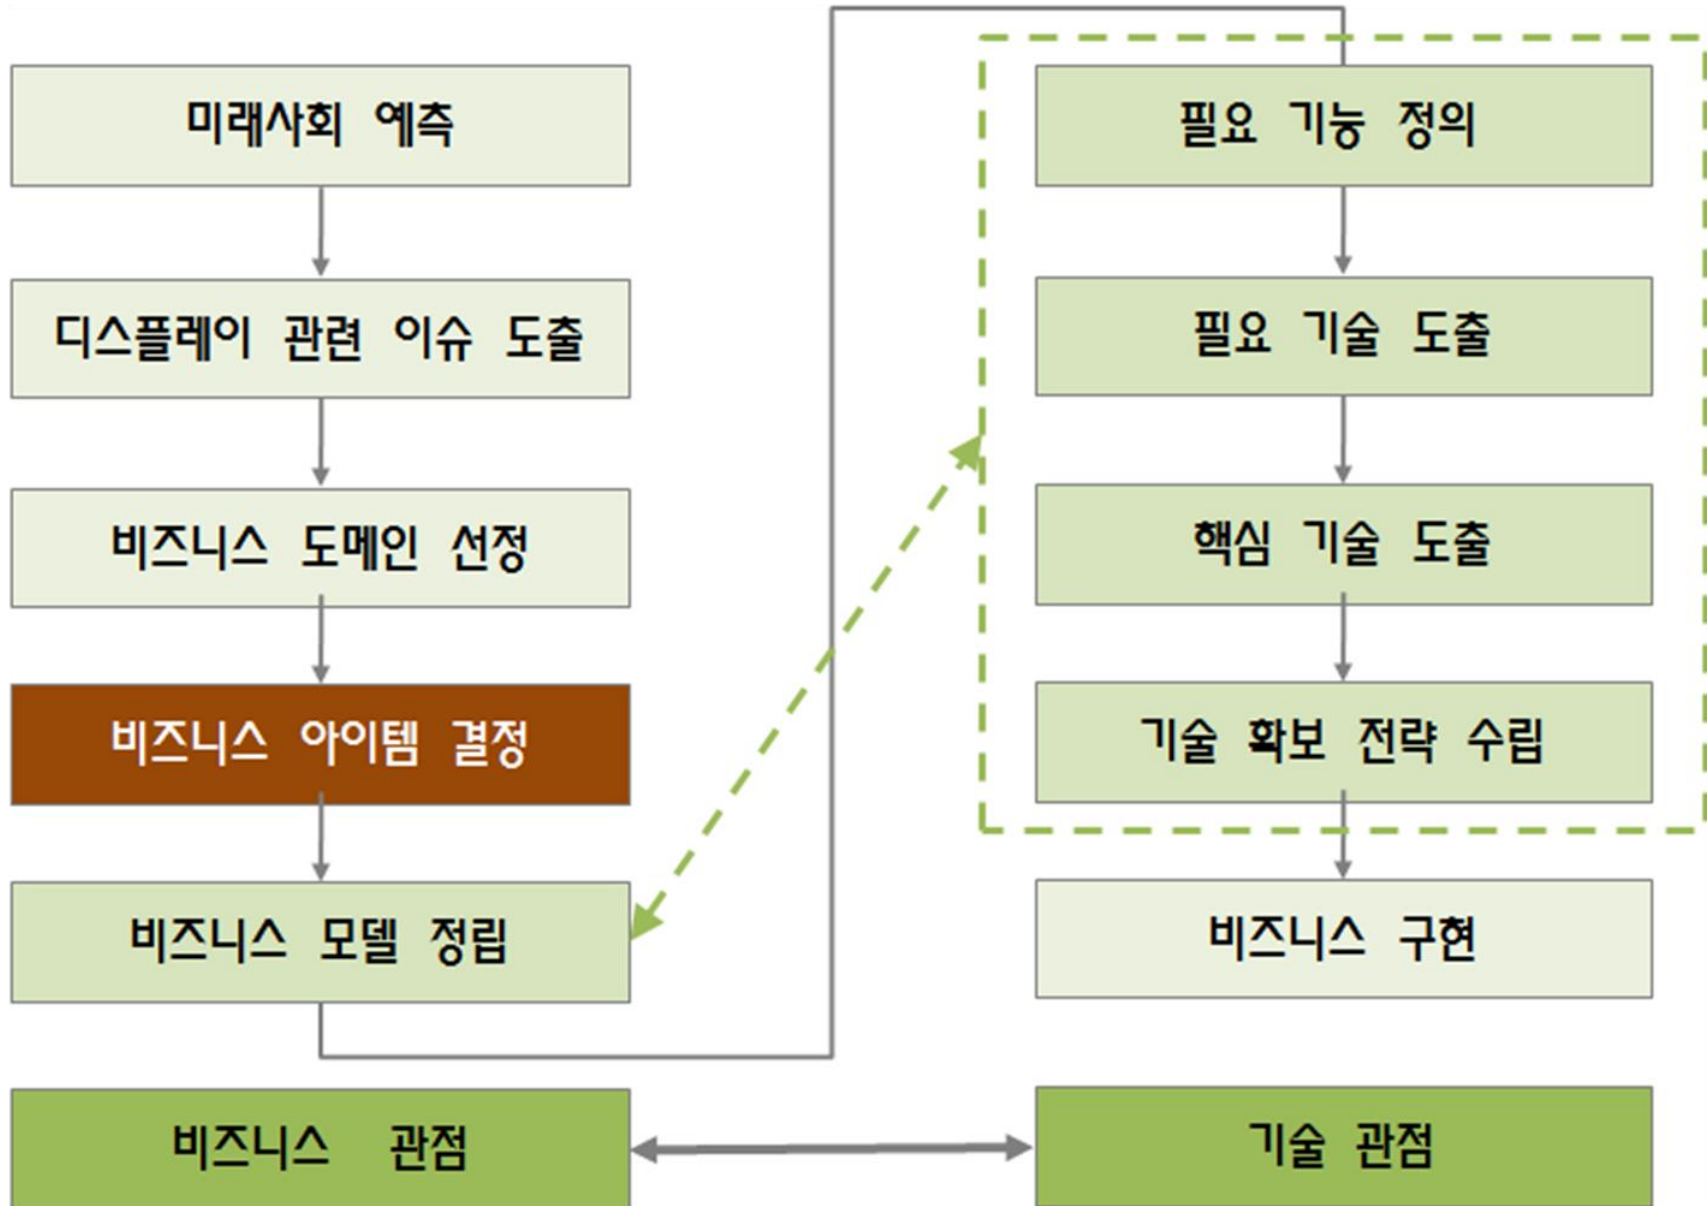 미래사회 예측
디스플레이 관련 이슈 도출
비즈니스 도메인 선정
비즈니스 아이템 결정
비즈니스 모델 정립
비즈니스 관점
필요 기능 정의
필요 기술 도출
핵심 기술 도출
기술 확보 전략 수립
비즈니스 구현
기술 관점